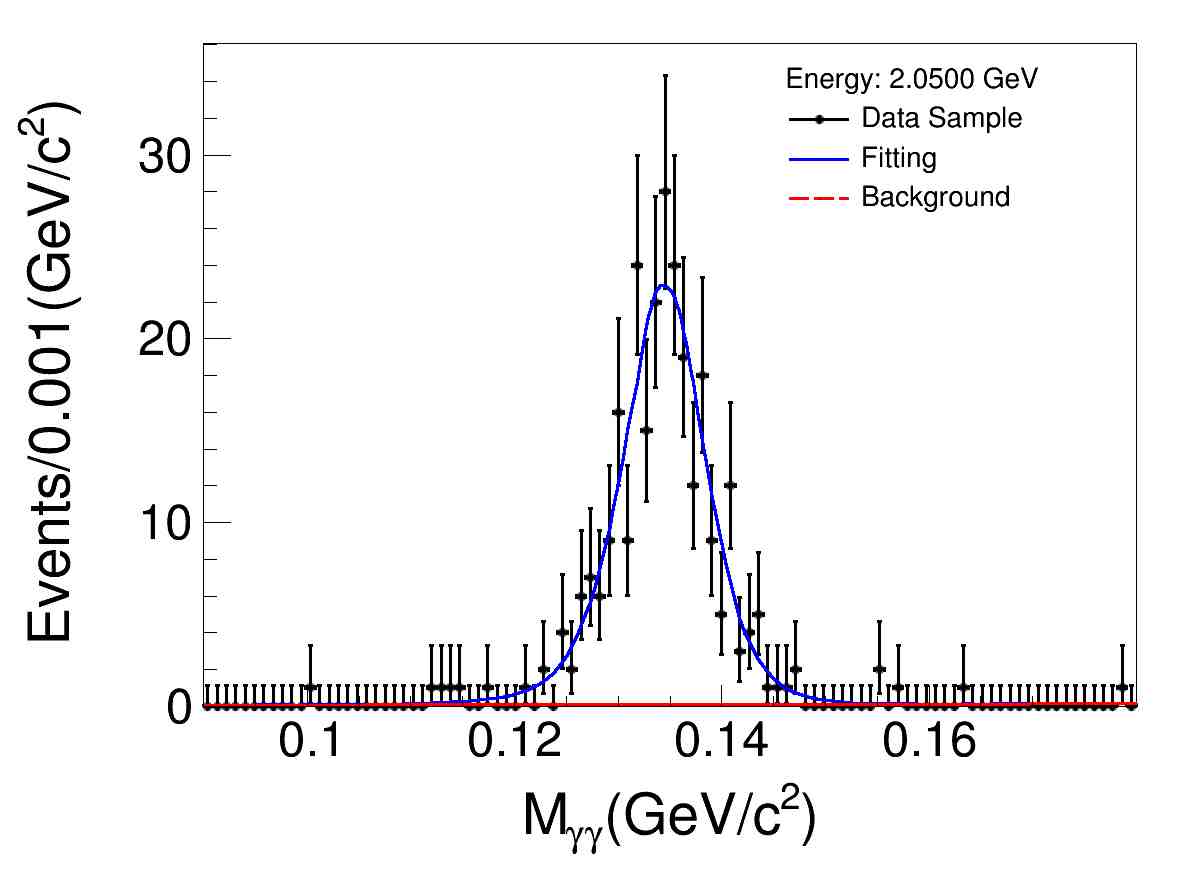 Energy: 2.0500 GeV
Data Sample
Fitting
Background
Events/0.001(GeV/c²)
30
20
10
0
0.1 0.12 0.14 0.16
Mγγ(GeV/c²)